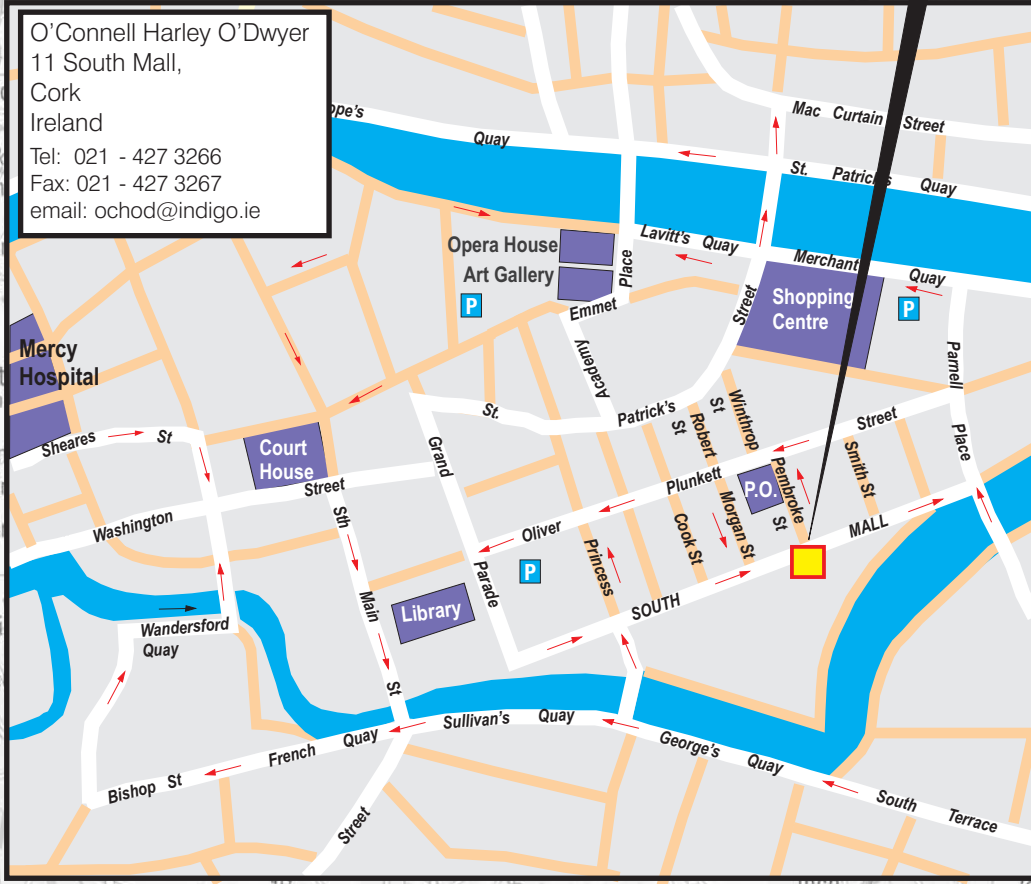 O'Connell Harley O'Dwyer
11 South Mall,
Cork
Ireland
Tel: 021 - 427 3266
Fax: 021 - 427 3267
email: ochod@indigo.ie
Quay
Mac Curtain Street
St. Patrick's Quay
Lavitt's Quay
Merchant Quay
Opera House
Art Gallery
Emmet Place
P
Shopping
Centre
P
Street
Mercy
Hospital
Academy
St. Patrick's
Parnell Place
Sheares St
Court
House
Grand Parade
Robert St
Winthrop St
Washington Street
Oliver Plunkett Street
P.O.
Pembroke St
Smith St
Sth Main St
Cook St
Morgan St
Princess
P
Library
SOUTH MALL
Wandersford
Quay
Sullivan's Quay
French Quay
George's Quay
Bishop St
South Terrace
Street